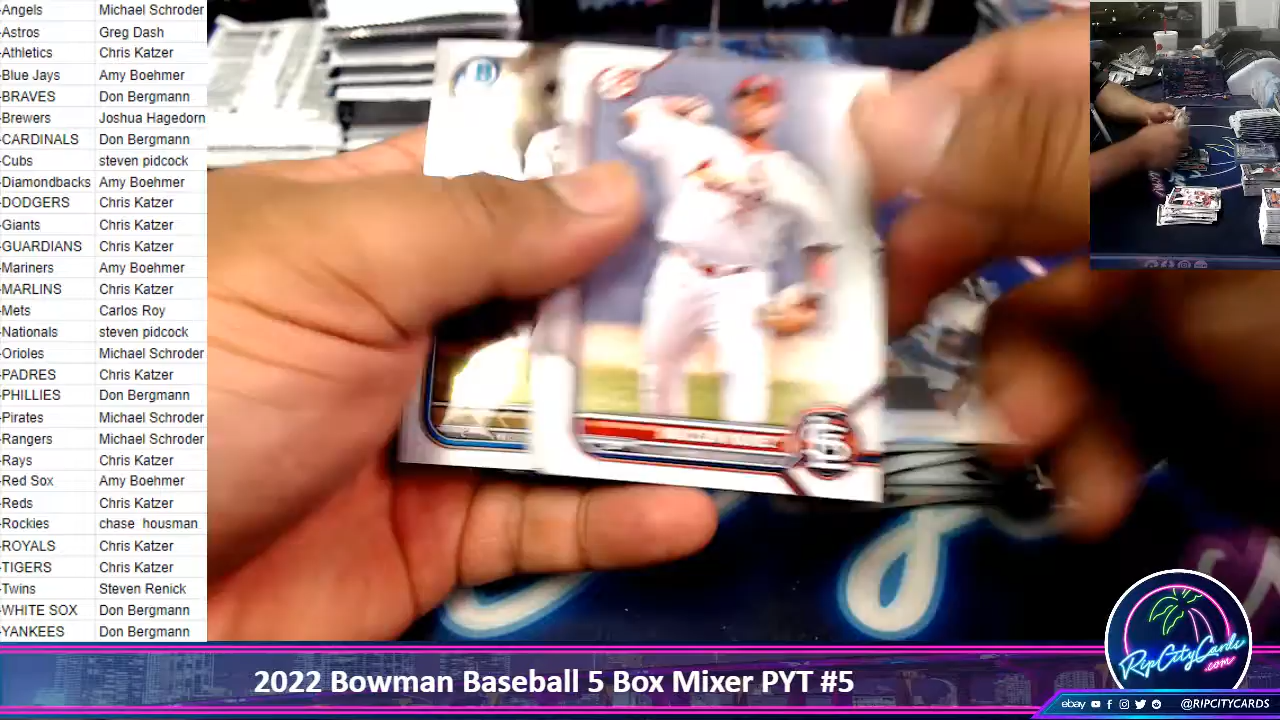 -Angels Michael Schroder
-Astros Greg Dash
-Athletics Chris Katzer
-Blue Jays Amy Boehmer
-BRAVES Don Bergmann
-Brewers Joshua Hagedorn
-CARDINALS Don Bergmann
-Cubs steven pidcock
-Diamondbacks Amy Boehmer
-DODGERS Chris Katzer
-Giants Chris Katzer
-GUARDIANS Chris Katzer
-Mariners Amy Boehmer
-MARLINS Chris Katzer
-Mets Carlos Roy
-Nationals steven pidcock
-Orioles Michael Schroder
-PADRES Chris Katzer
-PHILLIES Don Bergmann
-Pirates Michael Schroder
-Rangers Michael Schroder
-Rays Chris Katzer
-Red Sox Amy Boehmer
-Reds Chris Katzer
-Rockies chase housman
-ROYALS Chris Katzer
-TIGERS Chris Katzer
-Twins Steven Renick
-WHITE SOX Don Bergmann
-YANKEES Don Bergmann
2022 Bowman Baseball 5 Box Mixer PYT #5
RipCityCards
.com
ebay @RIPCITYCARDS